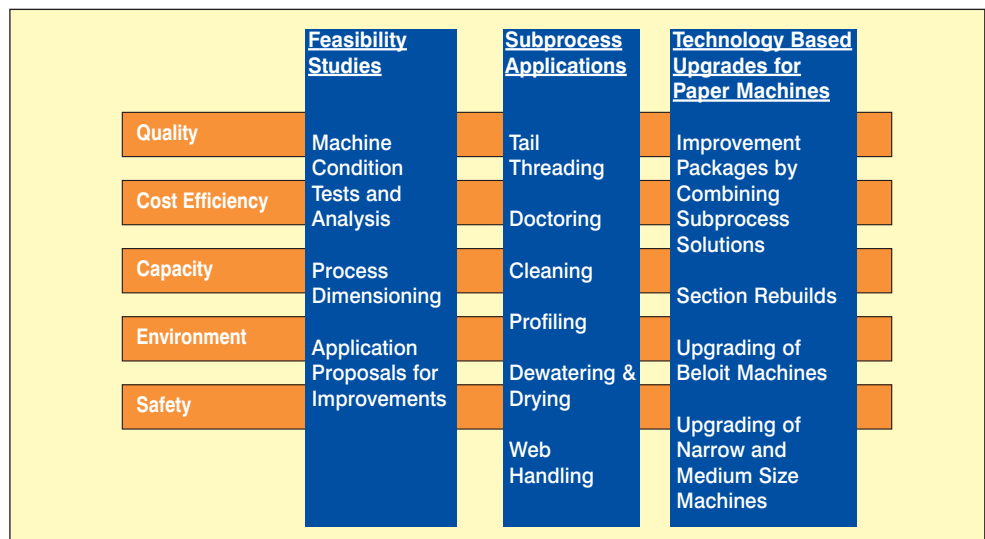 Feasibility
Studies
Subprocess
Applications
Technology Based
Upgrades for
Paper Machines
Quality
Cost Efficiency
Capacity
Environment
Safety
Machine
Condition
Tests and
Analysis
Process
Dimensioning
Application
Proposals for
Improvements
Tail
Threading
Doctoring
Cleaning
Profiling
Dewatering &
Drying
Web
Handling
Improvement
Packages by
Combining
Subprocess
Solutions
Section Rebuilds
Upgrading of
Beloit Machines
Upgrading of
Narrow and
Medium Size
Machines